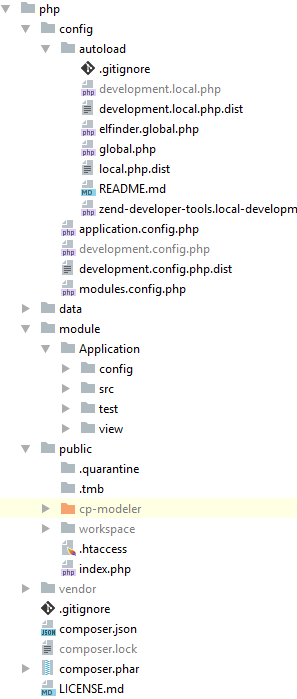 php
config
autoload
.gitignore
development.local.php
development.local.php.dist
elfinder.global.php
global.php
local.php.dist
README.md
zend-developer-tools.local-developm
application.config.php
development.config.php
development.config.php.dist
modules.config.php
data
module
Application
config
src
test
view
public
.quarantine
.tmb
cp-modeler
workspace
.htaccess
index.php
vendor
.gitignore
composer.json
composer.lock
composer.phar
LICENSE.md